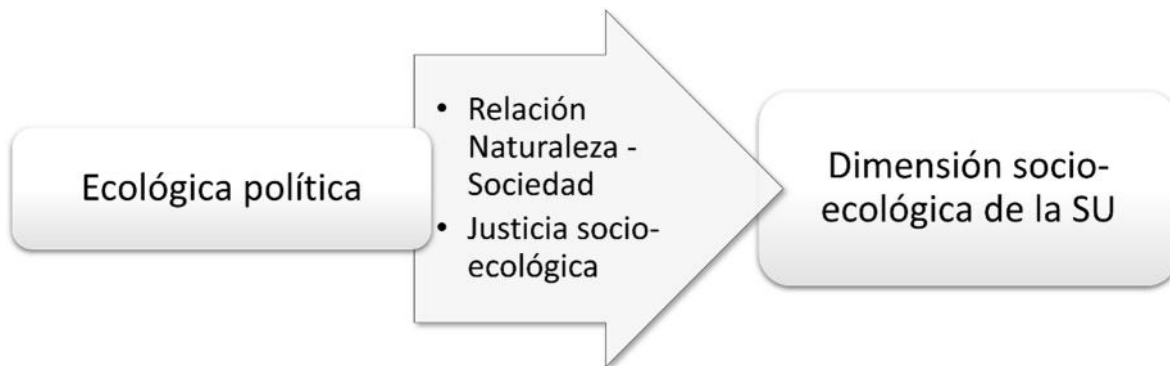 Ecológica política
• Relación
Naturaleza -
Sociedad
• Justicia socio-
ecológica
Dimensión socio-
ecológica de la SU